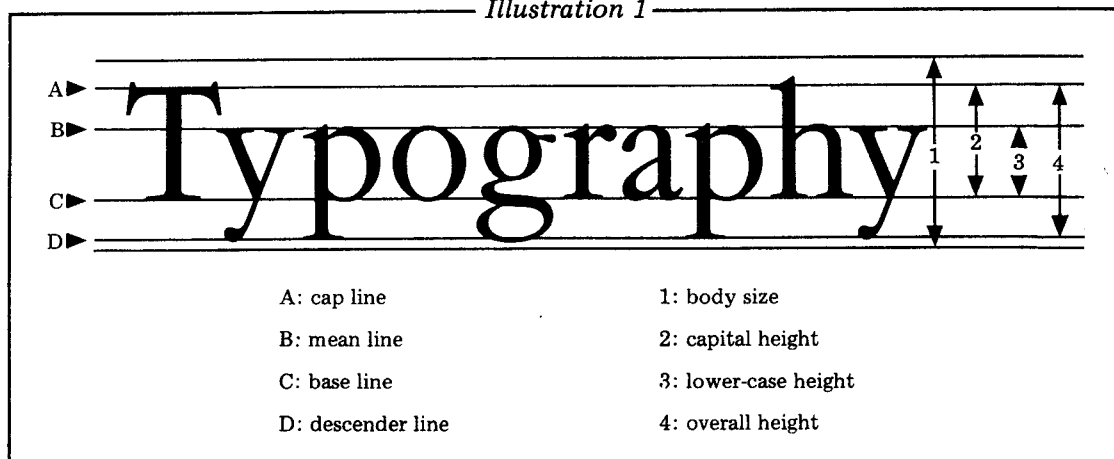 Illustration 1
A
B
C
D
Typography
1
2
3
4
A: cap line
B: mean line
C: base line
D: descender line
1: body size
2: capital height
3: lower-case height
4: overall height